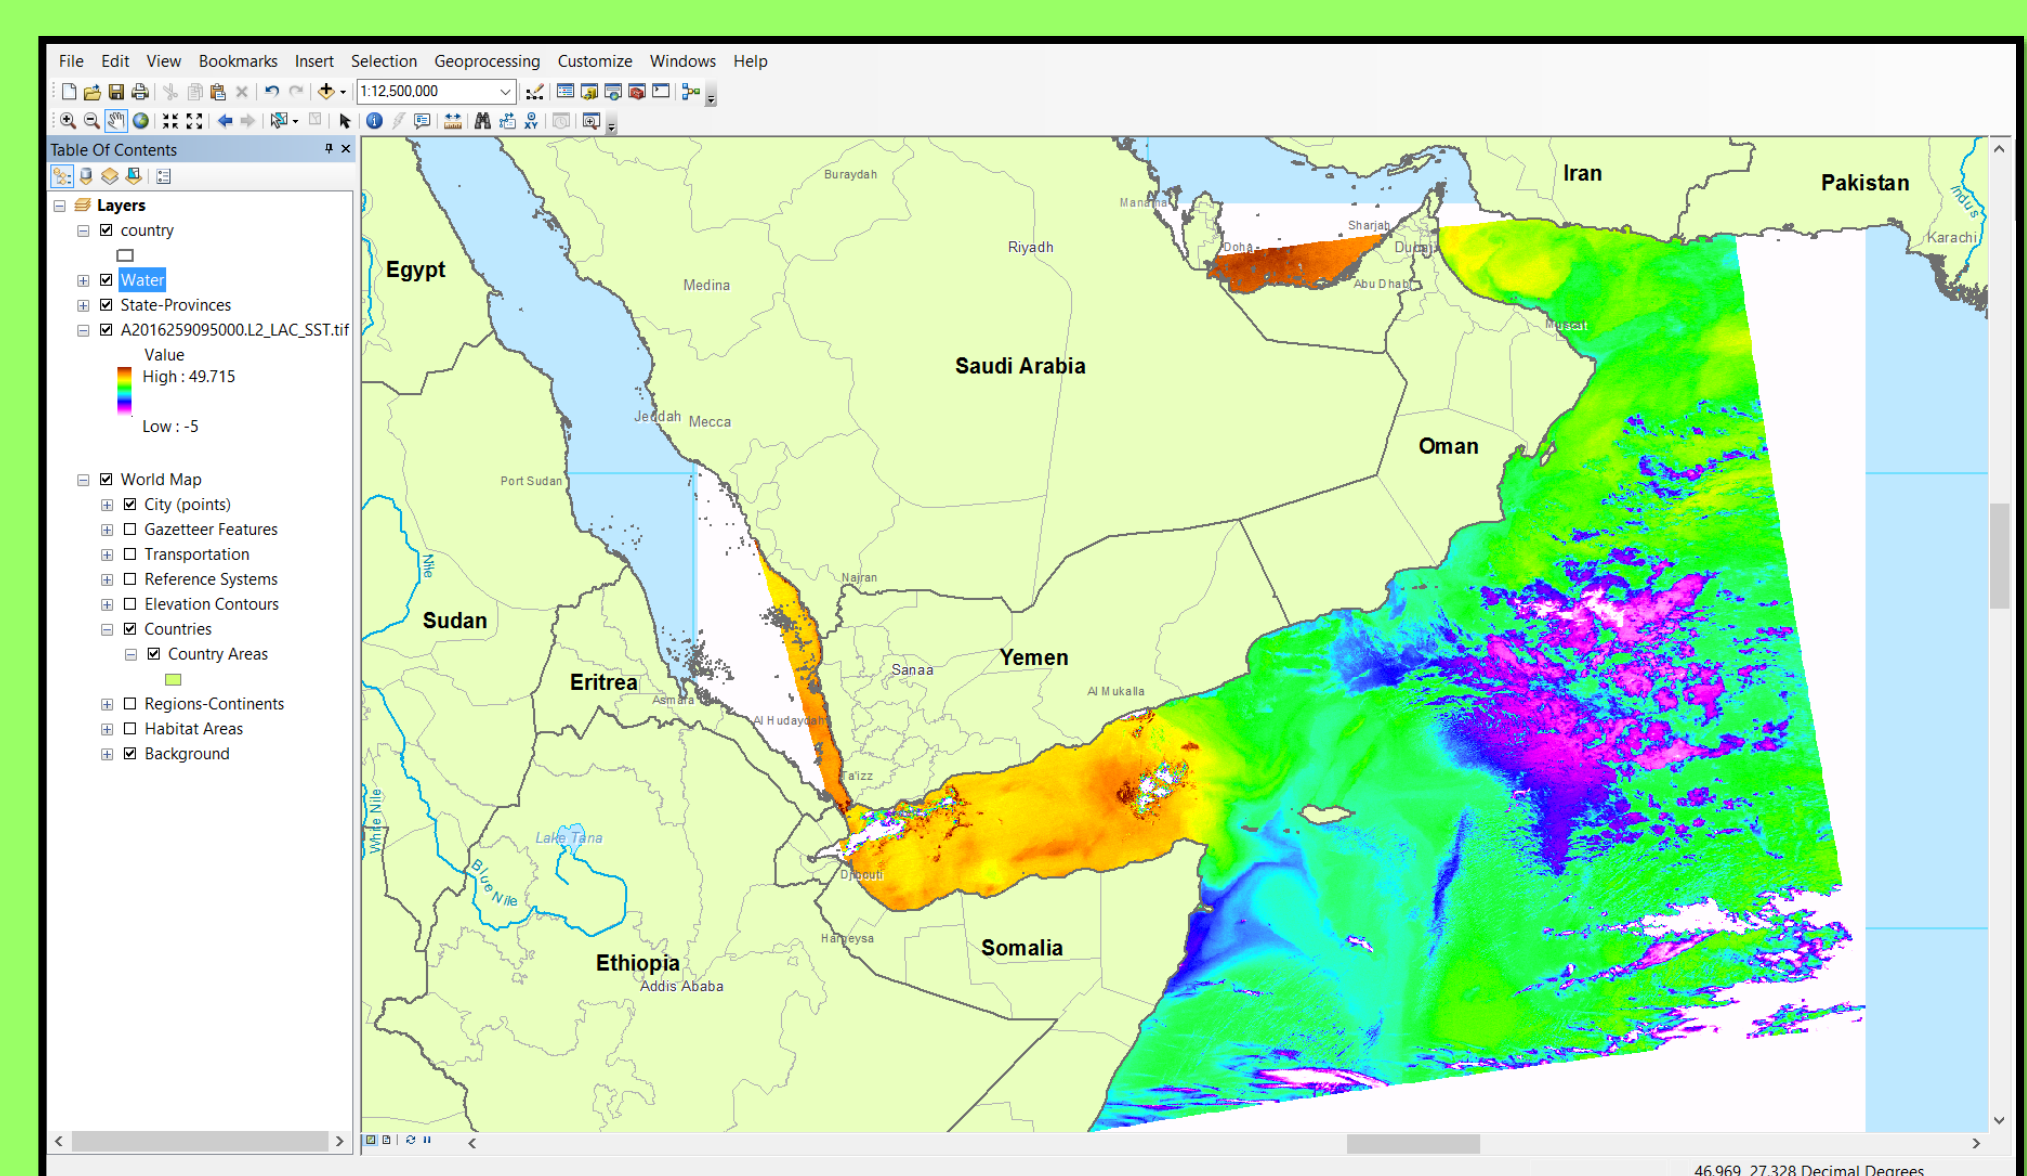 File Edit View Bookmarks Insert Selection Geoprocessing Customize Windows Help
1:12,500,000
Table Of Contents
Layers
country
Water
State-Provinces
A2016259095000.L2_LAC_SST.tif
Value
High : 49.715
Low : -5
World Map
City (points)
Gazetteer Features
Transportation
Reference Systems
Elevation Contours
Countries
Country Areas
Regions-Continents
Habitat Areas
Background
Iran
Pakistan
Indus
Buraydah
Manama
Sharjah
Karachi
Riyadh
Doha
Dubai
Egypt
Medina
Abu Dhabi
Muscat
Saudi Arabia
Jeddah
Mecca
Oman
Port Sudan
Nile
Najran
Sudan
Yemen
Sanaa
Eritrea
Asmara
Al Mukalla
Al Hudaydah
Ta'izz
White Nile
Lake Tana
Blue Nile
Djibouti
Hargeysa
Somalia
Ethiopia
Addis Ababa
46.969 27.328 Decimal Degrees